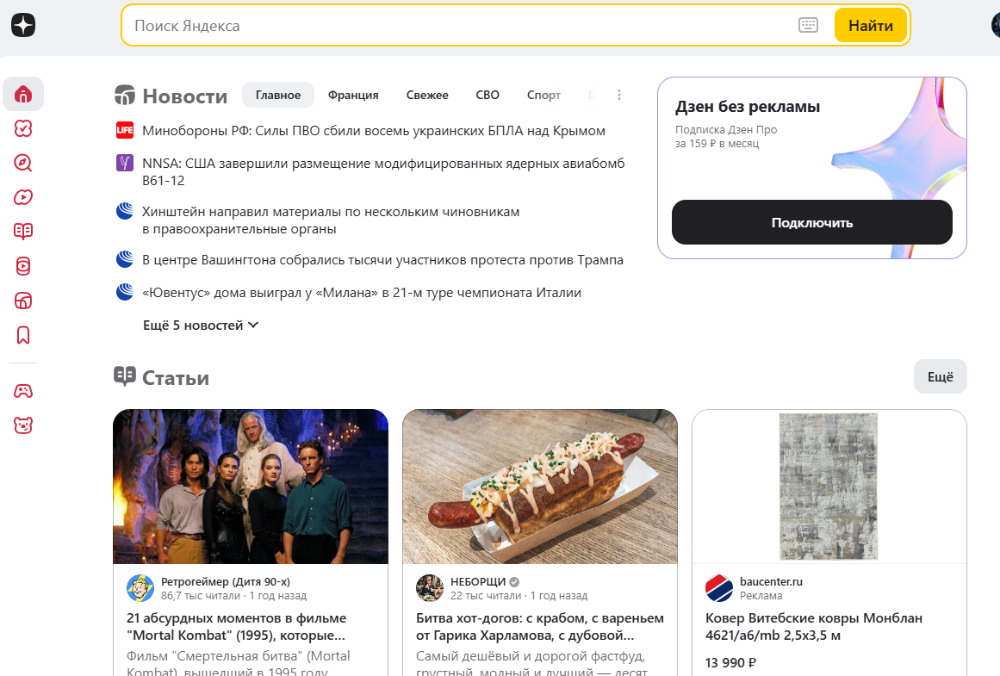 Поиск Яндекса
Найти
Новости
Главное
Франция
Свежее
СВО
Спорт
LIFE
Минобороны РФ: Силы ПВО сбили восемь украинских БПЛА над Крымом
NNSA: США завершили размещение модифицированных ядерных авиабомб
B61-12
Хинштейн направил материалы по нескольким чиновникам
в правоохранительные органы
В центре Вашингтона собрались тысячи участников протеста против Трампа
«Ювентус» дома выиграл у «Милана» в 21-м туре чемпионата Италии
Ещё 5 новостей
Дзен без рекламы
Подписка Дзен Про
за 159 ₽ в месяц
Подключить
Статьи
Ещё
Ретрогеймер (Дитя 90-х)
86,7 тыс читали · 1 год назад
21 абсурдных моментов в фильме
"Mortal Kombat" (1995), которые...
Фильм "Смертельная битва" (Mortal
Kombat), вышедший в 1995 году,
НЕБОРЩИ
22 тыс читали · 1 год назад
Битва хот-догов: с крабом, с вареньем
от Гарика Харламова, с дубовой...
Самый дешёвый и дорогой фастфуд,
грустный, модный и лучший — десят
baucenter.ru
Реклама
Ковер Витебские ковры Монблан
4621/a6/mb 2,5x3,5 м
13 990 ₽